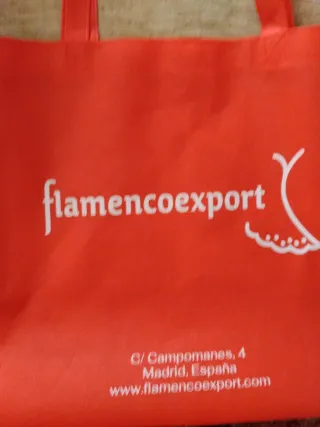 flamencoexport
C/ Campomanes, 4
Madrid, España
www.flamencoexport.com